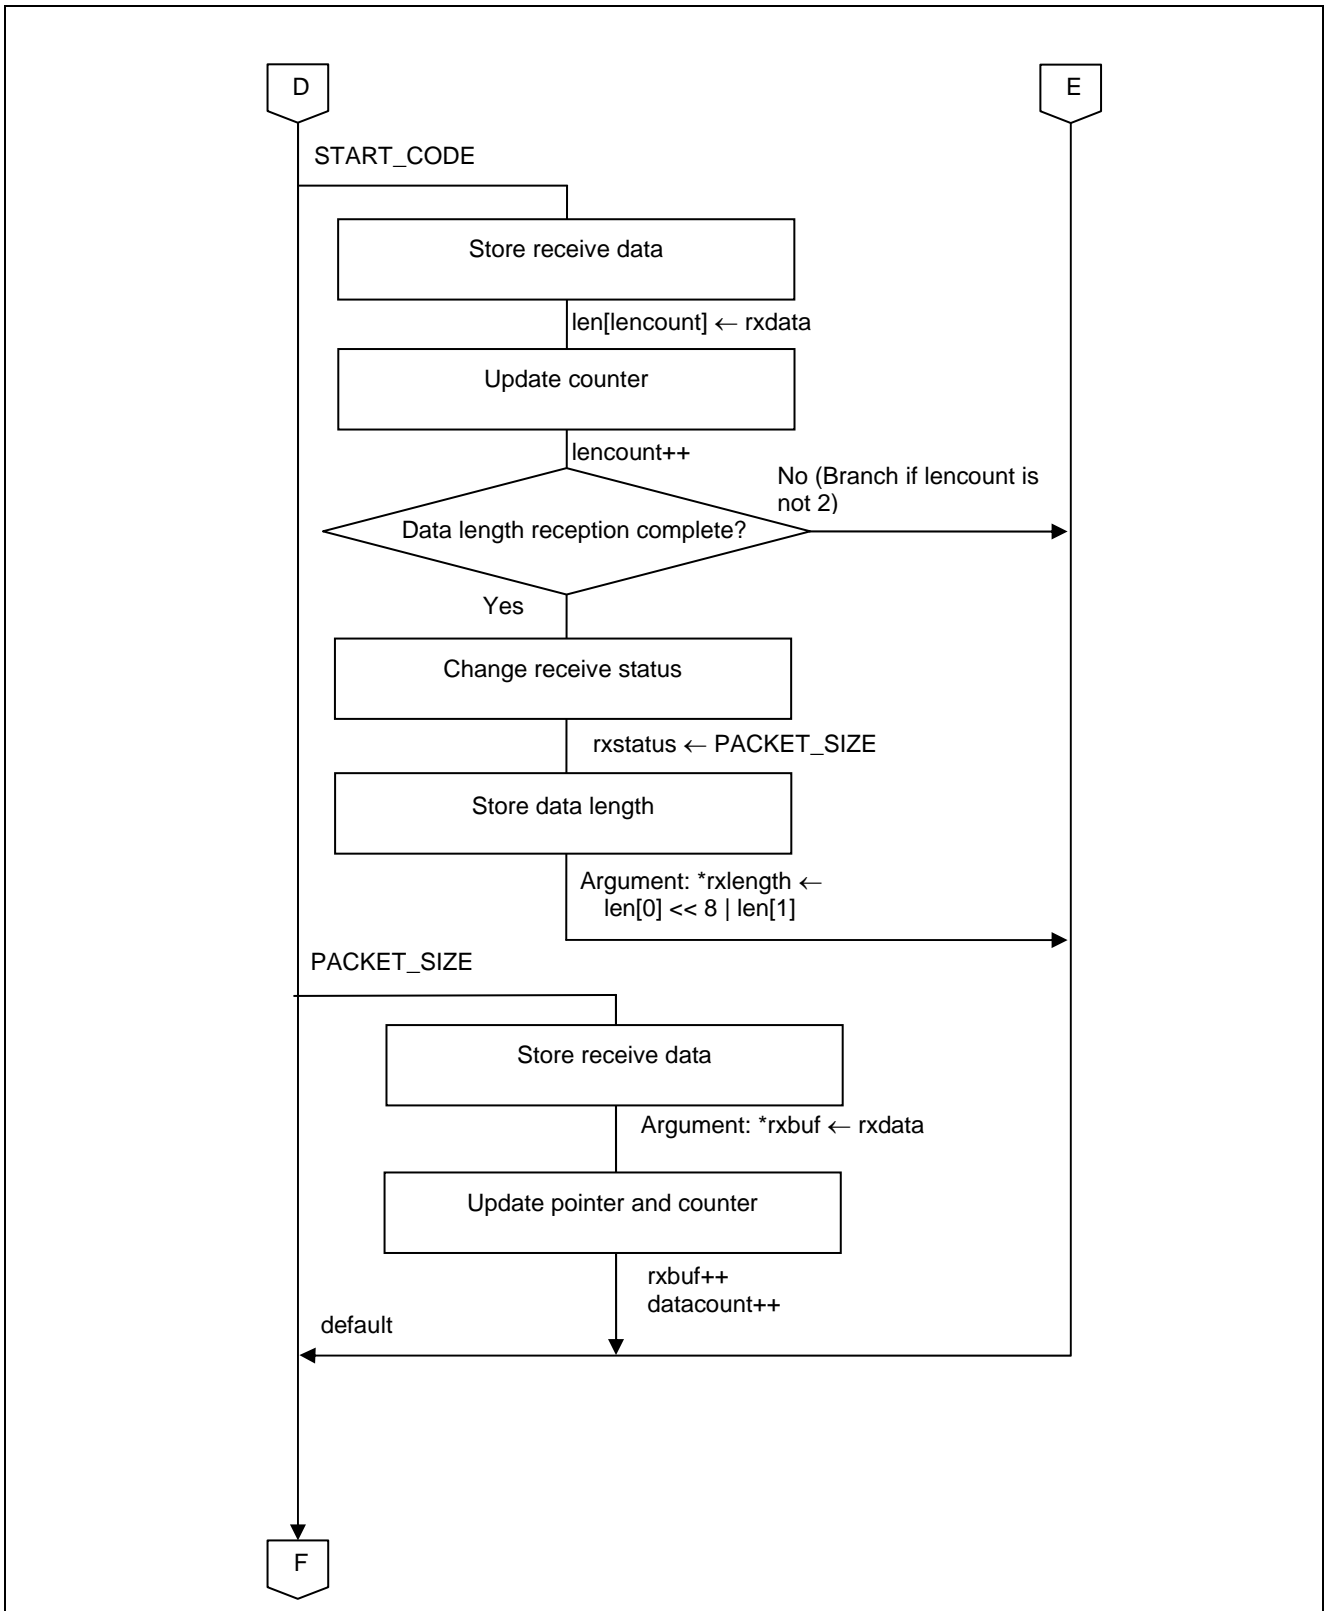 D
E
START_CODE
Store receive data
len[lencount] ← rxdata
Update counter
lencount++
No (Branch if lencount is
not 2)
Data length reception complete?
Yes
Change receive status
rxstatus ← PACKET_SIZE
Store data length
Argument: *rxlength ←
len[0] << 8 | len[1]
PACKET_SIZE
Store receive data
Argument: *rxbuf ← rxdata
Update pointer and counter
rxbuf++
datacount++
default
F